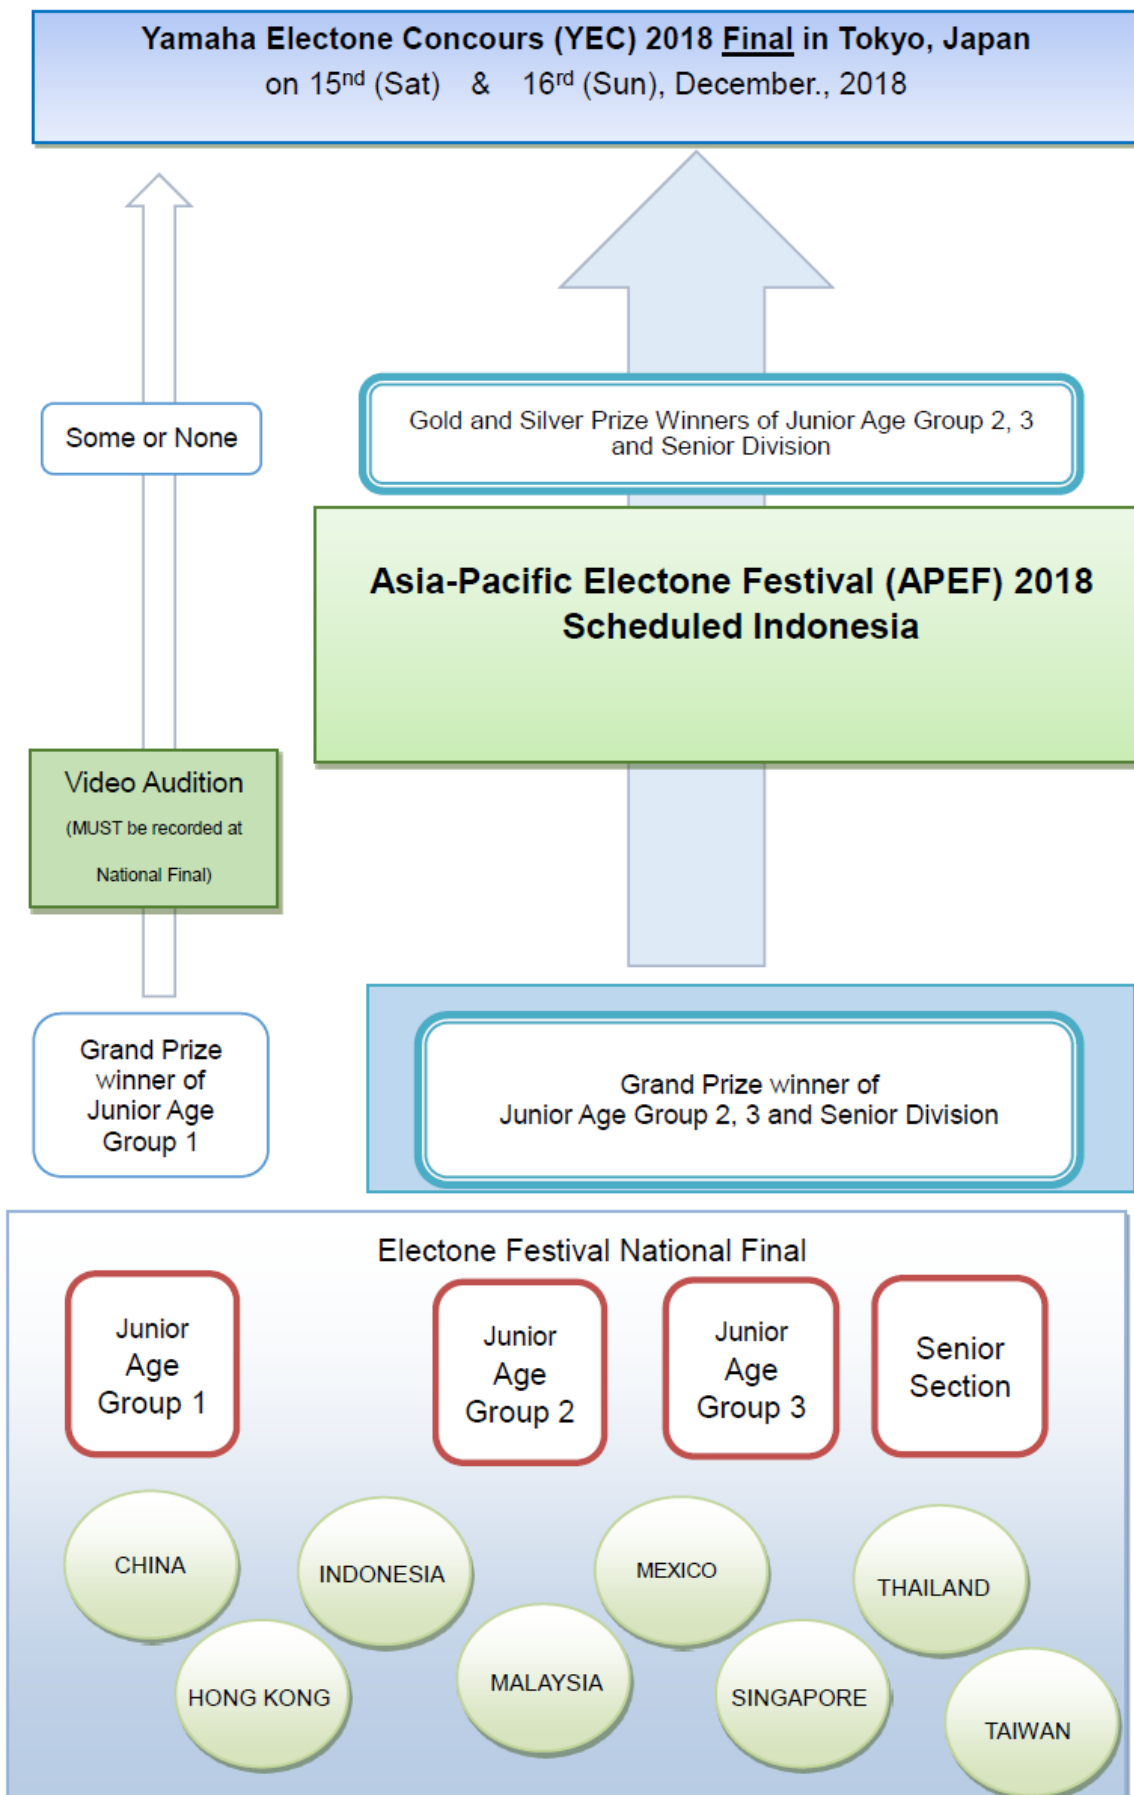 Yamaha Electone Concours (YEC) 2018 Final in Tokyo, Japan
on 15nd (Sat) & 16rd (Sun), December., 2018
Some or None
Gold and Silver Prize Winners of Junior Age Group 2, 3
and Senior Division
Asia-Pacific Electone Festival (APEF) 2018
Scheduled Indonesia
Video Audition
(MUST be recorded at
National Final)
Grand Prize
winner of
Junior Age
Group 1
Grand Prize winner of
Junior Age Group 2, 3 and Senior Division
Electone Festival National Final
Junior
Age
Group 1
Junior
Age
Group 2
Junior
Age
Group 3
Senior
Section
CHINA
INDONESIA
MEXICO
THAILAND
HONG KONG
MALAYSIA
SINGAPORE
TAIWAN